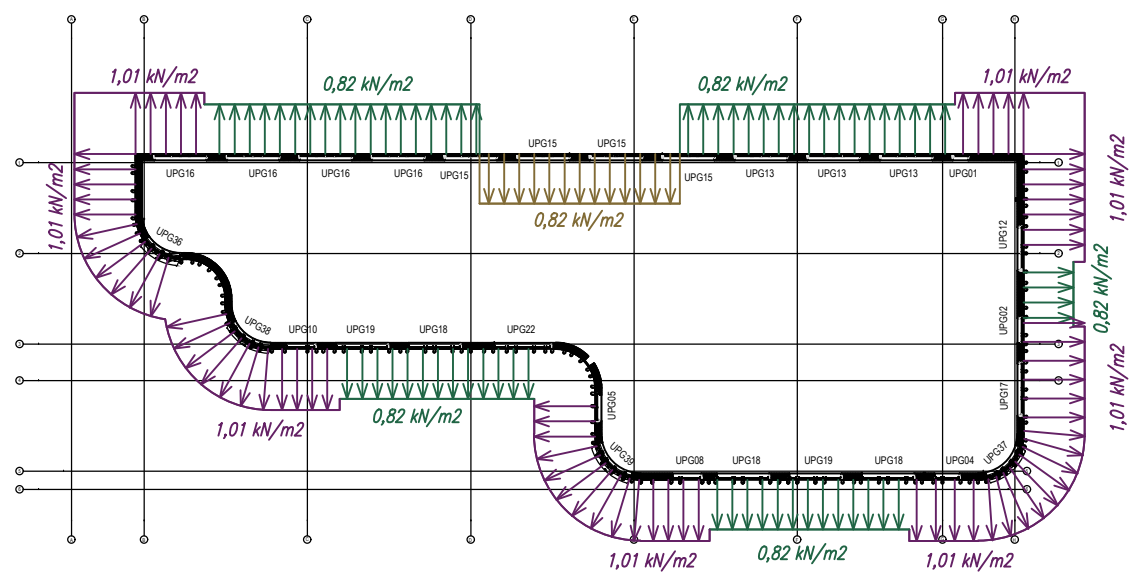 1,01 kN/m2
0,82 kN/m2
0,82 kN/m2
1,01 kN/m2
UPG15
UPG15
UPG16
UPG16
UPG16
UPG16
UPG15
UPG15
UPG13
UPG13
UPG13
UPG01
1,01 kN/m2
0,82 kN/m2
1,01 kN/m2
UPG36
UPG12
0,82 kN/m2
UPG02
UPG38
UPG10
UPG19
UPG18
UPG22
1,01 kN/m2
UPG17
UPG05
0,82 kN/m2
1,01 kN/m2
UPG39
UPG08
UPG18
UPG19
UPG18
UPG04
UPG37
1,01 kN/m2
0,82 kN/m2
1,01 kN/m2